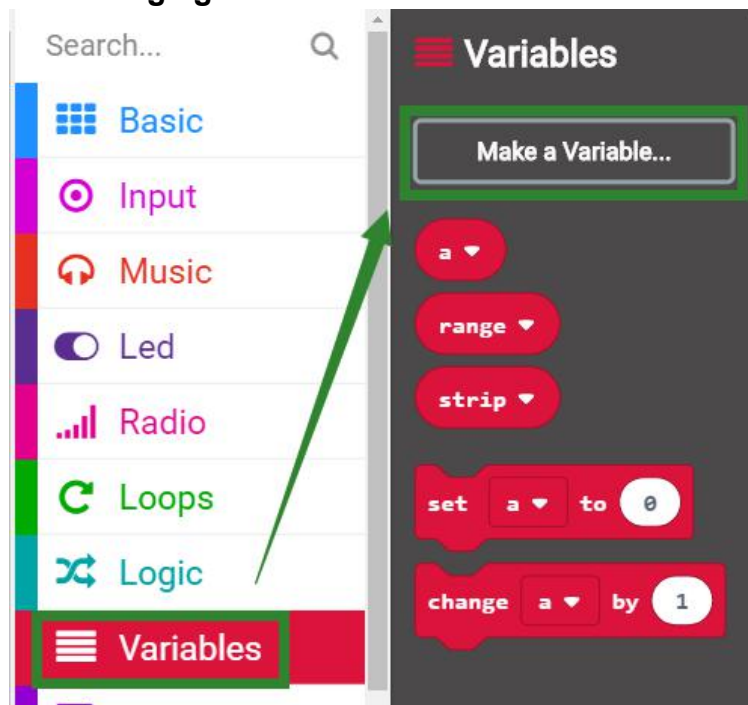 Search...
Basic
Input
Music
Led
Radio
Loops
Logic
Variables
Variables
Make a Variable...
a
range
strip
set a to 0
change a by 1